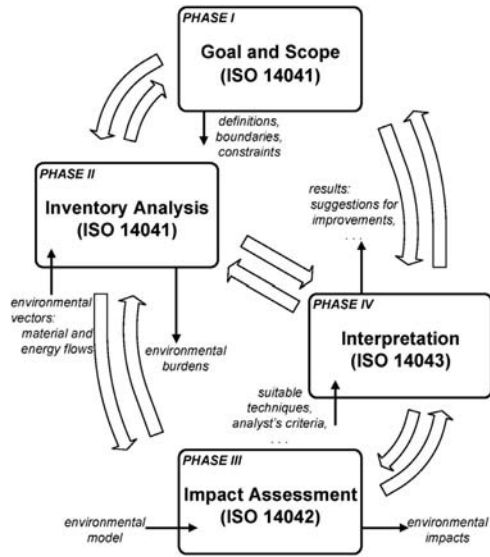 PHASE I
Goal and Scope
(ISO 14041)
definitions,
boundaries,
constraints
PHASE II
Inventory Analysis
(ISO 14041)
results:
suggestions for
improvements,
. . .
environmental
vectors:
material and
energy flows
environmental
burdens
PHASE IV
Interpretation
(ISO 14043)
suitable
techniques,
analyst's criteria,
. . .
PHASE III
Impact Assessment
(ISO 14042)
environmental
model
environmental
impacts